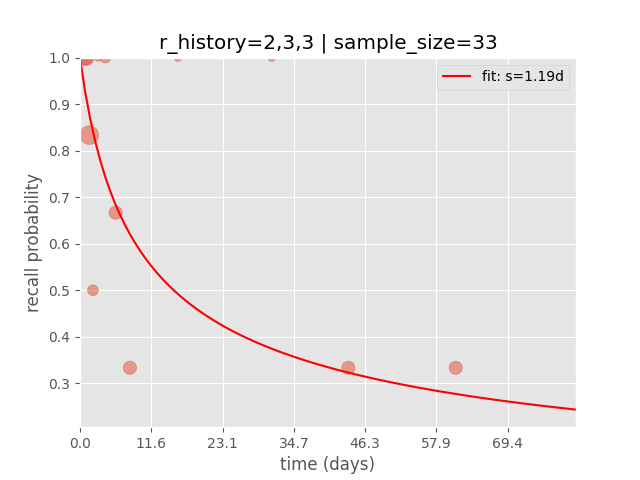 r_history=2,3,3 | sample_size=33
fit: s=1.19d
1.0
0.9
0.8
0.7
0.6
0.5
0.4
0.3
recall probability
0.0 11.6 23.1 34.7 46.3 57.9 69.4
time (days)